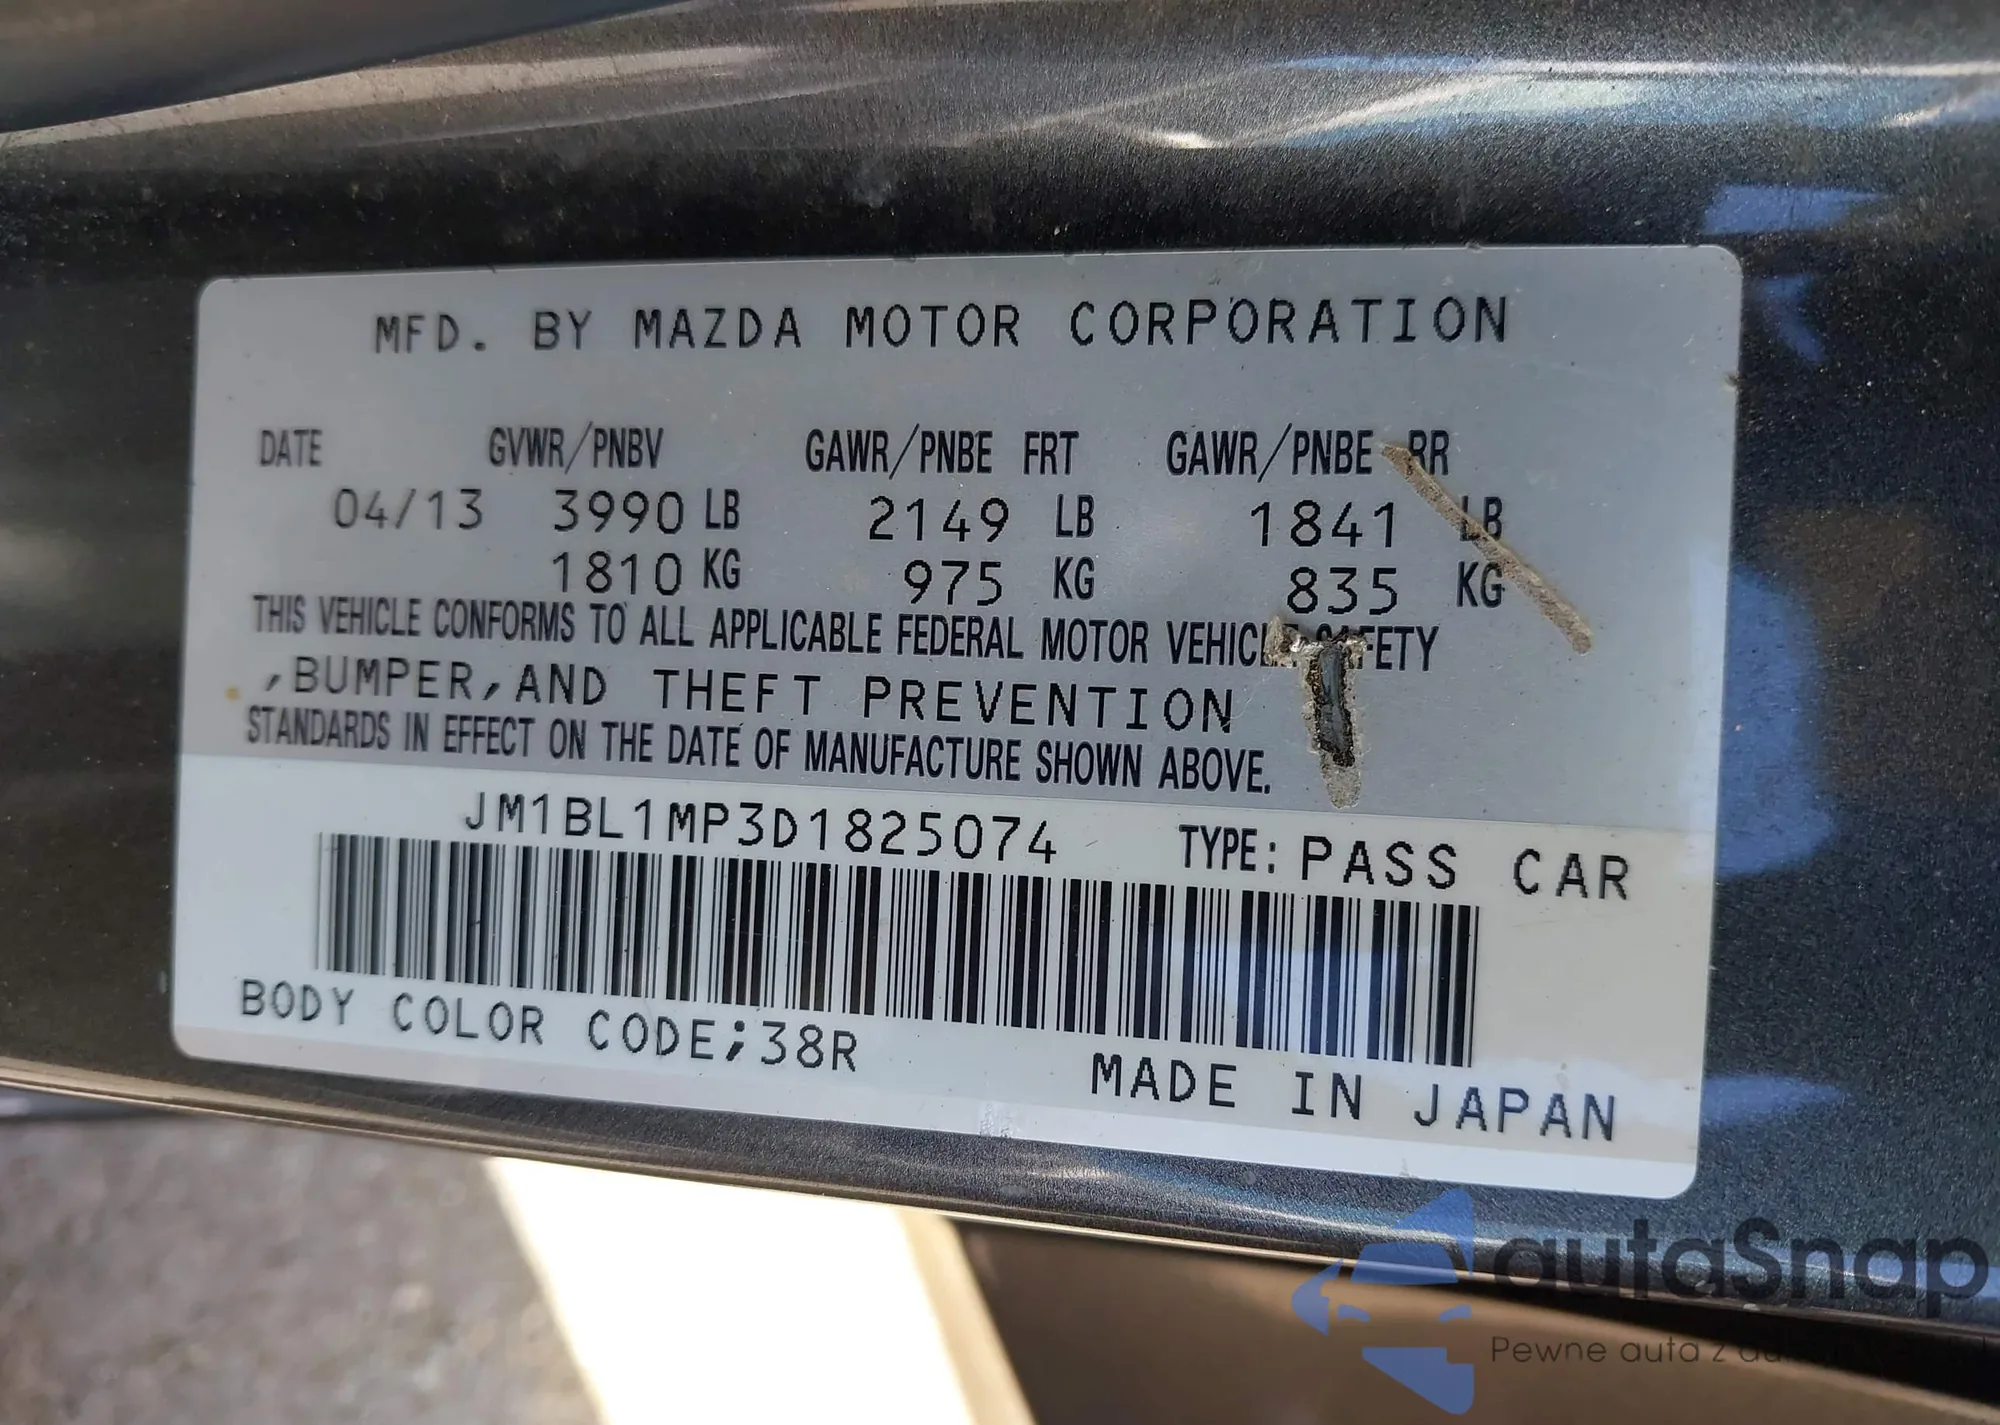 MFD. BY MAZDA MOTOR CORPORATION
DATE GVWR/PNBV GAWR/PNBE FRT GAWR/PNBE RR
04/13 3990 LB 2149 LB 1841 LB
1810 KG 975 KG 835 KG
THIS VEHICLE CONFORMS TO ALL APPLICABLE FEDERAL MOTOR VEHICLE SAFETY
,BUMPER,AND THEFT PREVENTION
STANDARDS IN EFFECT ON THE DATE OF MANUFACTURE SHOWN ABOVE.
JM1BL1MP3D1825074 TYPE: PASS CAR
BODY COLOR CODE;38R
MADE IN JAPAN
autaSnap
Pewne auta z